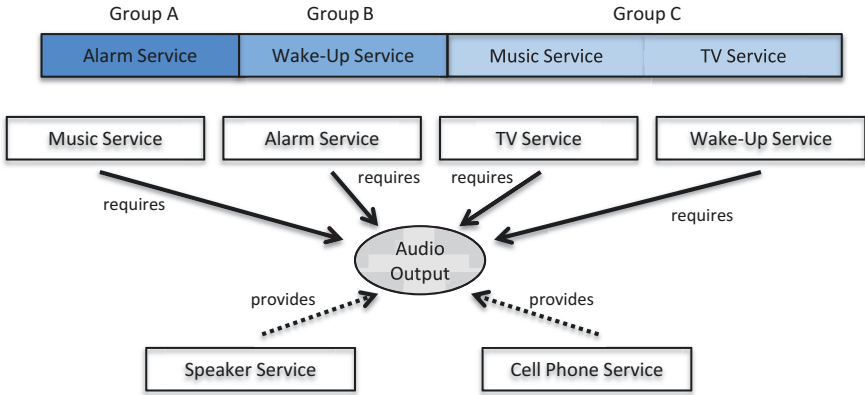 Group A Group B Group C
Alarm Service Wake-Up Service Music Service TV Service
Music Service Alarm Service TV Service Wake-Up Service
requires requires requires requires
Audio
Output
provides provides
Speaker Service Cell Phone Service